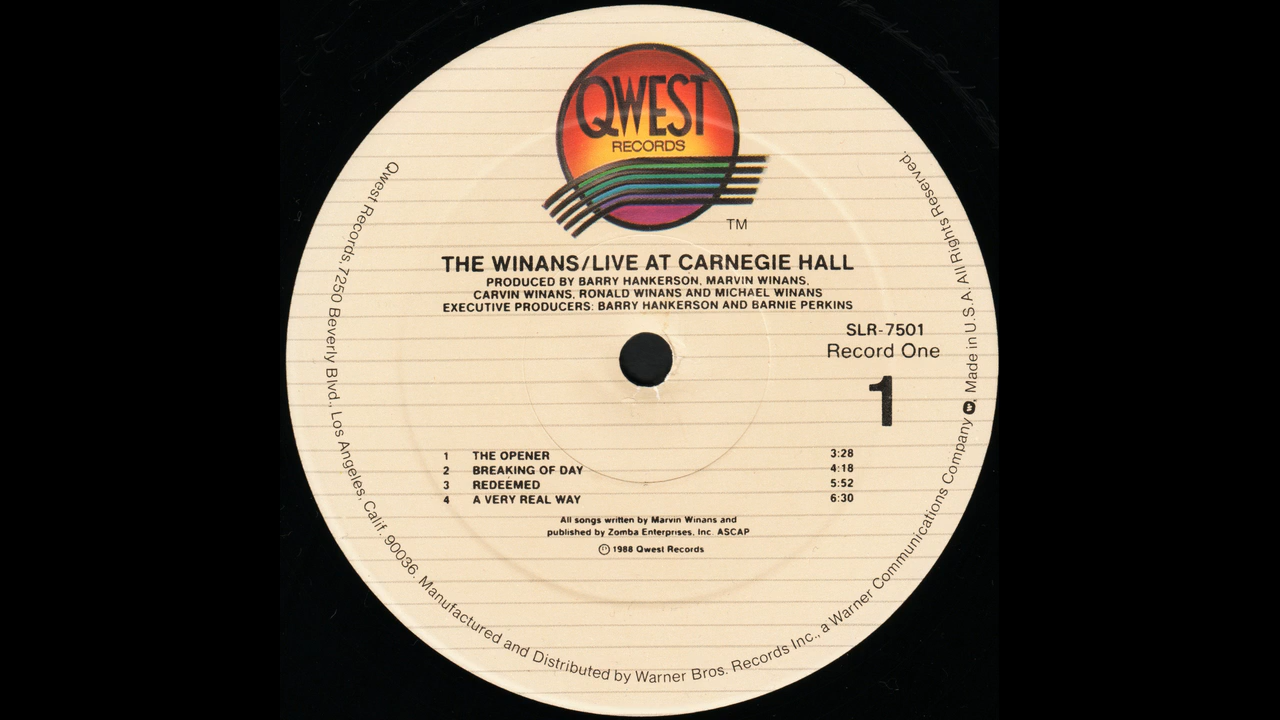 QWEST
RECORDS
TM
THE WINANS/LIVE AT CARNEGIE HALL
PRODUCED BY BARRY HANKERSON, MARVIN WINANS,
CARVIN WINANS, RONALD WINANS AND MICHAEL WINANS
EXECUTIVE PRODUCERS: BARRY HANKERSON AND BARNIE PERKINS
SLR-7501
Record One
1
1 THE OPENER 3:28
2 BREAKING OF DAY 4:18
3 REDEEMED 5:52
4 A VERY REAL WAY 6:30
All songs written by Marvin Winans and
published by Zomba Enterprises, Inc. ASCAP
℗ 1988 Qwest Records
Qwest Records, 7250 Beverly Blvd., Los Angeles, Calif. 90036. Manufactured and Distributed by Warner Bros. Records Inc., a Warner Communications Company. Made in U.S.A. All Rights Reserved.